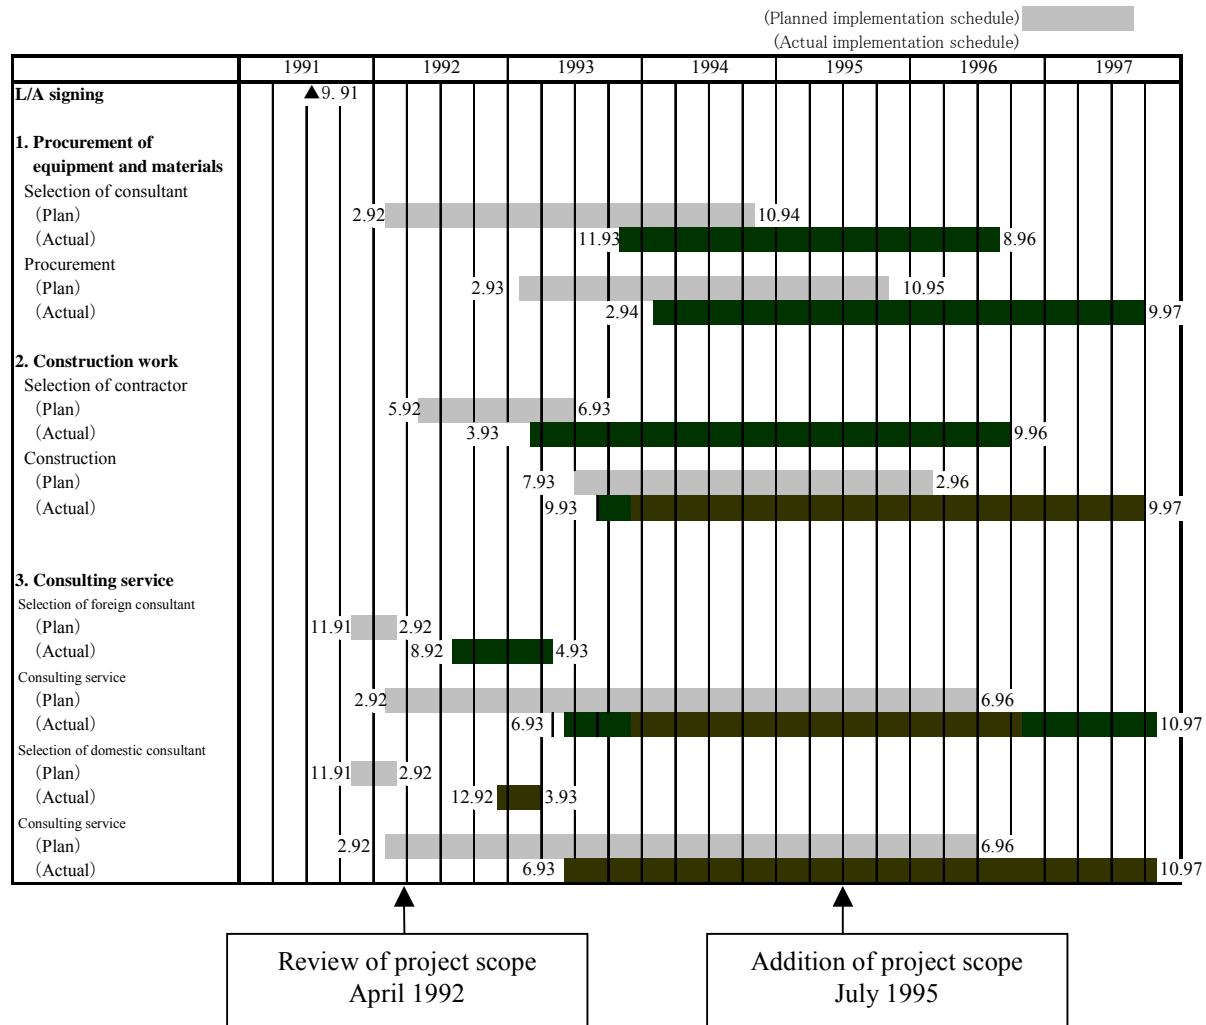 (Planned implementation schedule)
(Actual implementation schedule)
1991 1992 1993 1994 1995 1996 1997
L/A signing ▲9. 91
1. Procurement of
equipment and materials
Selection of consultant
(Plan) 2.92 10.94
(Actual) 11.93 8.96
Procurement
(Plan) 2.93 10.95
(Actual) 2.94 9.97
2. Construction work
Selection of contractor
(Plan) 5.92 6.93
(Actual) 3.93 9.96
Construction
(Plan) 7.93 2.96
(Actual) 9.93 9.97
3. Consulting service
Selection of foreign consultant
(Plan) 11.91 2.92
(Actual) 8.92 4.93
Consulting service
(Plan) 2.92 6.96
(Actual) 6.93 10.97
Selection of domestic consultant
(Plan) 11.91 2.92
(Actual) 12.92 3.93
Consulting service
(Plan) 2.92 6.96
(Actual) 6.93 10.97
Review of project scope
April 1992
Addition of project scope
July 1995